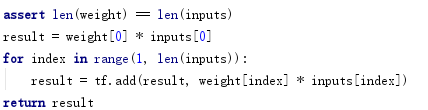 assert len(weight) == len(inputs)
result = weight[0] * inputs[0]
for index in range(1, len(inputs)):
    result = tf.add(result, weight[index] * inputs[index])
return result